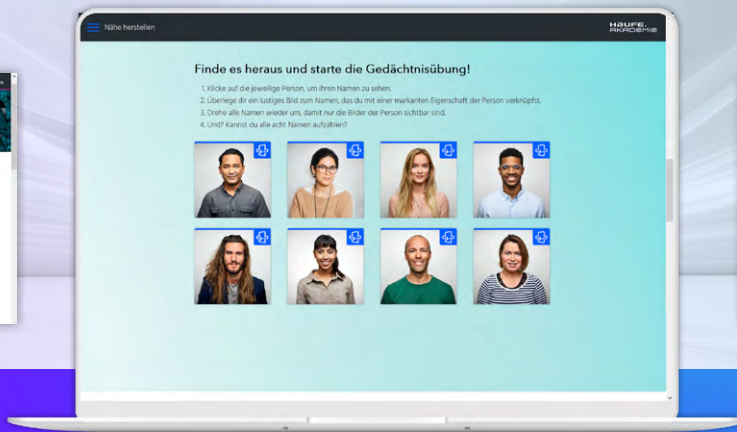 Nähe herstellen
HAUFE.
AKADEMIE
Finde es heraus und starte die Gedächtnisübung!
1. Klicke auf die jeweilige Person, um ihren Namen zu sehen.
2. Überlege dir ein lustiges Bild zum Namen, das du mit einer markanten Eigenschaft der Person verknüpfst.
3. Drehe alle Namen wieder um, damit nur die Bilder der Person sichtbar sind.
4. Und? Kannst du alle acht Namen aufzählen?